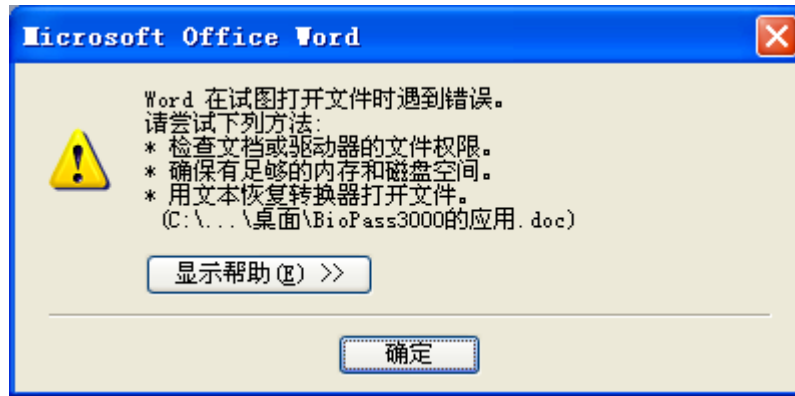 Microsoft Office Word
Word 在试图打开文件时遇到错误。
请尝试下列方法:
* 检查文档或驱动器的文件权限。
* 确保有足够的内存和磁盘空间。
* 用文本恢复转换器打开文件。
(C:\...\桌面\BioPass3000的应用.doc)
显示帮助(E) >>
确定